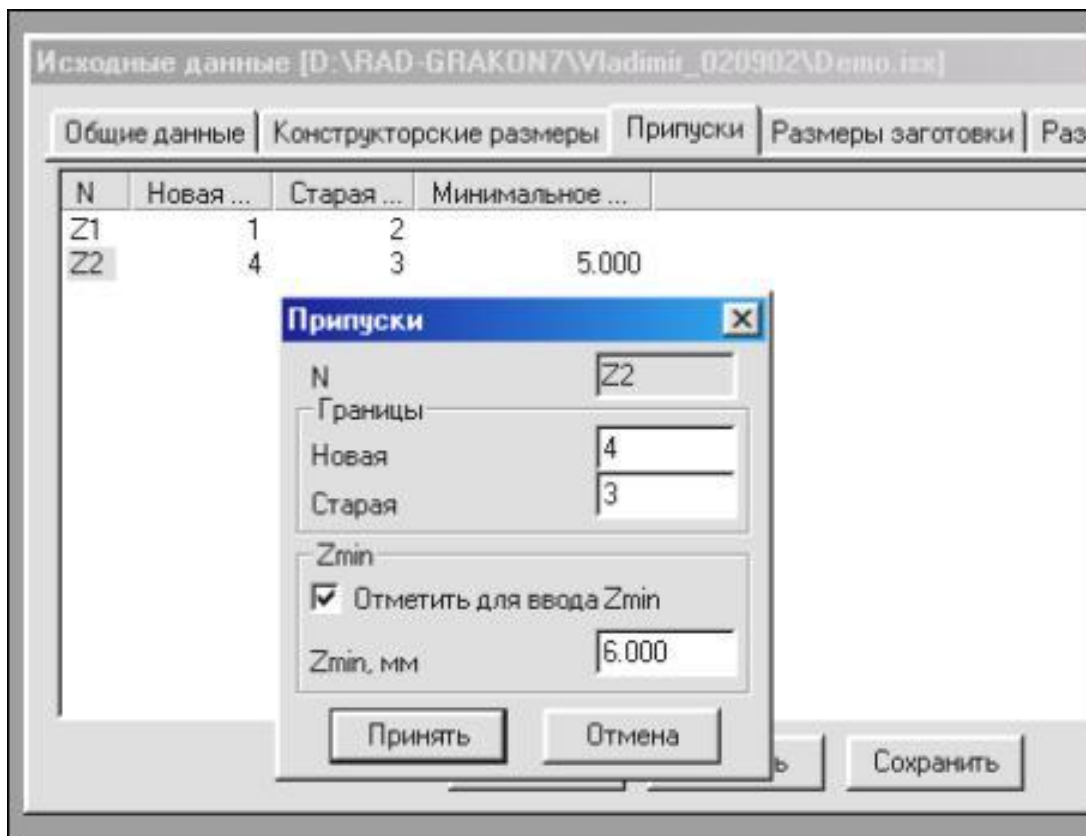 Исходные данные [D:\RAD-GRAKON7\Vladimir_020902\Demo.isx]
Общие данные Конструкторские размеры Припуски Размеры заготовки Раз
N Новая ... Старая ... Минимальное ...
Z1 1 2
Z2 4 3 5.000
Припуски
N Z2
Границы
Новая 4
Старая 3
Zmin
Отметить для ввода Zmin
Zmin, мм 6.000
Принять Отмена
ь Сохранить